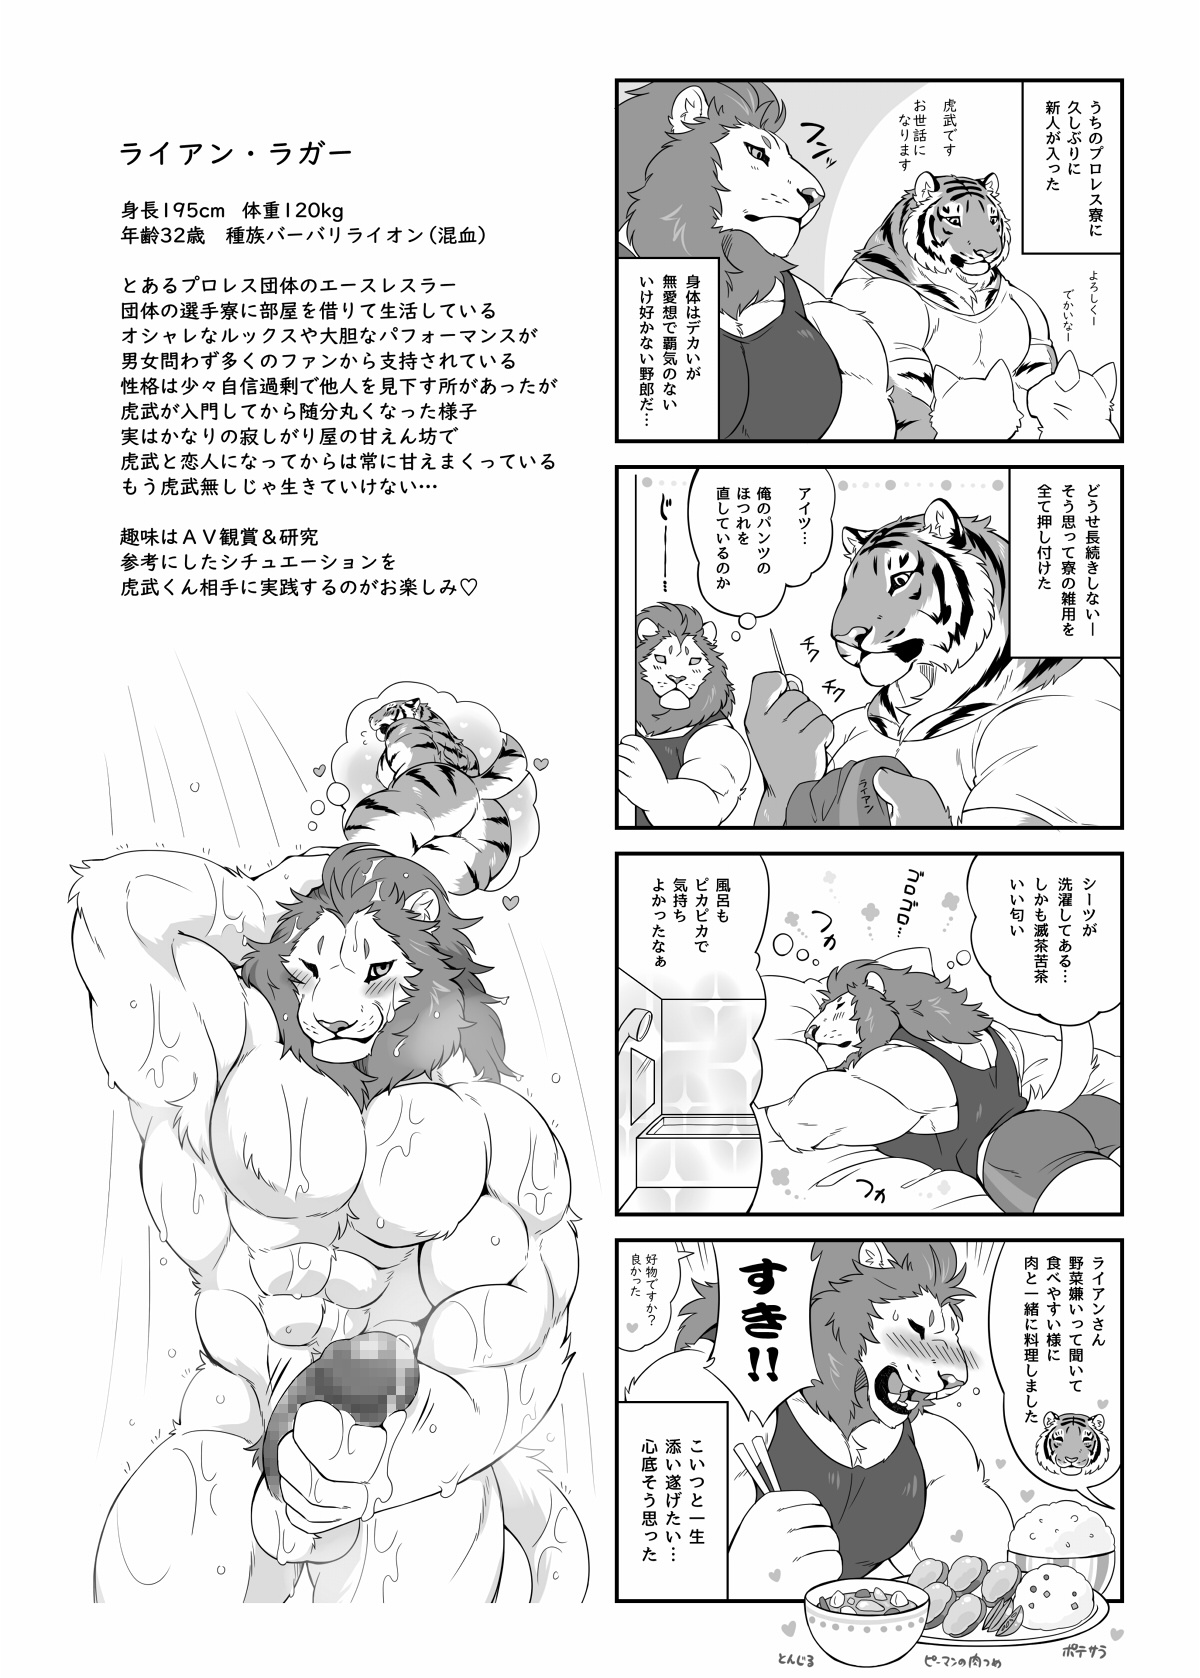 ライアン・ラガー
身長195cm 体重120kg
年齢32歳 種族バーバリライオン(混血)
とあるプロレス団体のエースレスラー
団体の選手寮に部屋を借りて生活している
オシャレなルックスや大胆なパフォーマンスが
男女問わず多くのファンから支持されている
性格は少々自信過剰で他人を見下す所があったが
虎武が入門してから随分丸くなった様子
実はかなりの寂しがり屋の甘えん坊で
虎武と恋人になってからは常に甘えまくっている
もう虎武無しじゃ生きていけない…
趣味はAV観賞&研究
参考にしたシチュエーションを
虎武くん相手に実践するのがお楽しみ♡
うちのプロレス寮に
久しぶりに
新人が入った
虎武です
お世話に
なります
フン
よろしくー
でかいなー
身体はデカいが
無愛想で覇気のない
いけ好かない野郎だ…
どうせ長続きしないー
そう思って寮の雑用を
全て押し付けた
アイツ…
俺のパンツの
ほつれを
直しているのか
じー…
チク
チク
ライアン
シーツが
洗濯してある…
しかも滅茶苦茶
いい匂い
ゴロゴロ…
つか
つか
風呂も
ピカピカで
気持ち
よかったなぁ
ライアンさん
野菜嫌いって聞いて
食べやすい様に
肉と一緒に料理しました
すき!!
好物ですか?
良かった
こいつと一生
添い遂げたい…
心底そう思った
とんじる
ピーマンの肉つめ
ポテサラ